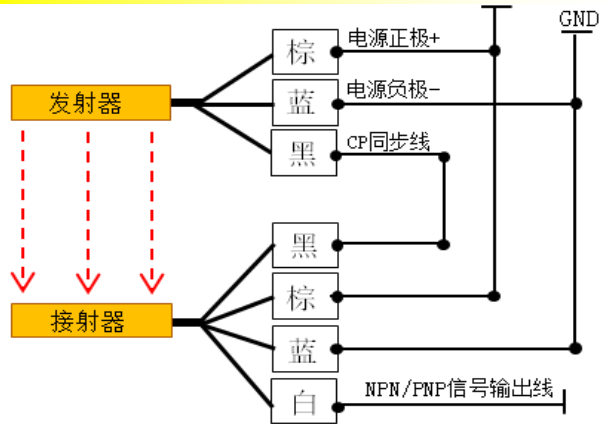 GND
棕 电源正极+
发射器 蓝 电源负极-
黑 CP同步线
黑
棕
接射器
蓝
白 NPN/PNP信号输出线